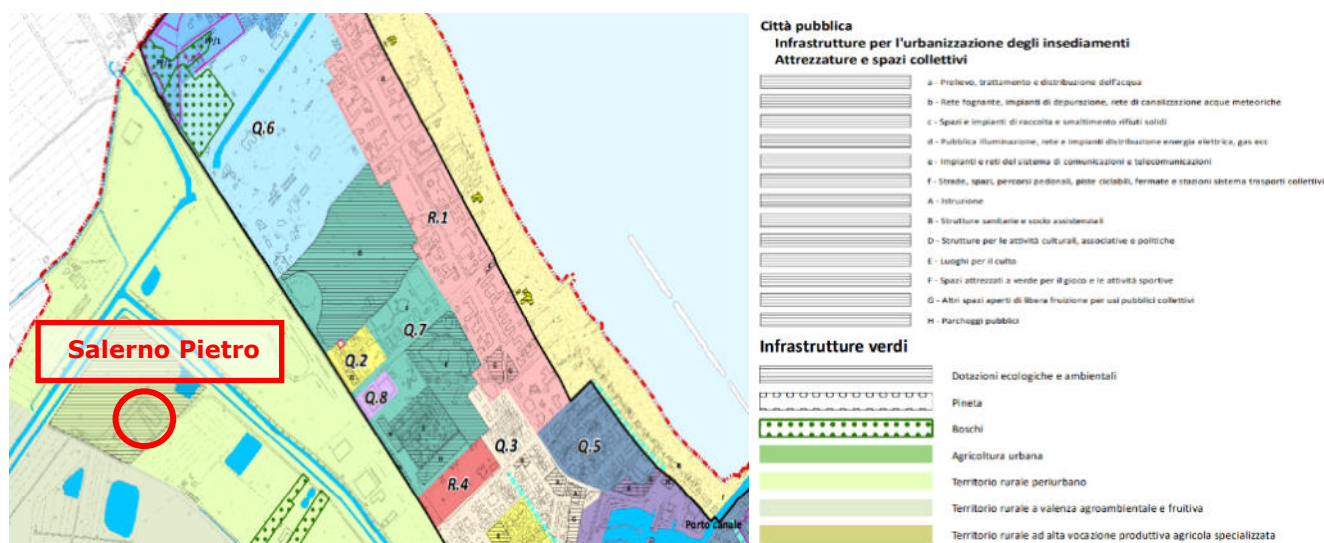 PP/1
Q.6
R.1
Salerno Pietro
Q.7
Q.2
Q.8
Q.3
Q.5
R.4
Porto canale
Città pubblica
Infrastrutture per l'urbanizzazione degli insediamenti
Attrezzature e spazi collettivi
a - Prelievo, trattamento e distribuzione dell'acqua
b - Rete fognante, impianti di depurazione, rete di canalizzazione acque meteoriche
c - Spazi e impianti di raccolta e smaltimento rifiuti solidi
d - Pubblica illuminazione, rete e impianti distribuzione energia elettrica, gas ecc
e - Impianti e reti del sistema di comunicazioni e telecomunicazioni
f - Strade, spazi, percorsi pedonali, piste ciclabili, fermate e stazioni sistema trasporti collettivi
A - Istruzione
B - Strutture sanitarie e socio assistenziali
D - Strutture per le attività culturali, associative e politiche
E - Luoghi per il culto
F - Spazi attrezzati a verde per il gioco e le attività sportive
G - Altri spazi aperti di libera fruizione per usi pubblici collettivi
H - Parcheggi pubblici
Infrastrutture verdi
Dotazioni ecologiche e ambientali
Pineta
Boschi
Agricoltura urbana
Territorio rurale periurbano
Territorio rurale a valenza agroambientale e fruitiva
Territorio rurale ad alta vocazione produttiva agricola specializzata